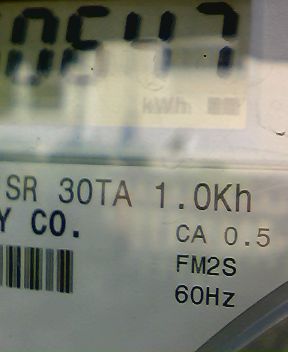 0547
kWh
SR 30TA 1.0Kh
Y CO.
CA 0.5
FM2S
60Hz